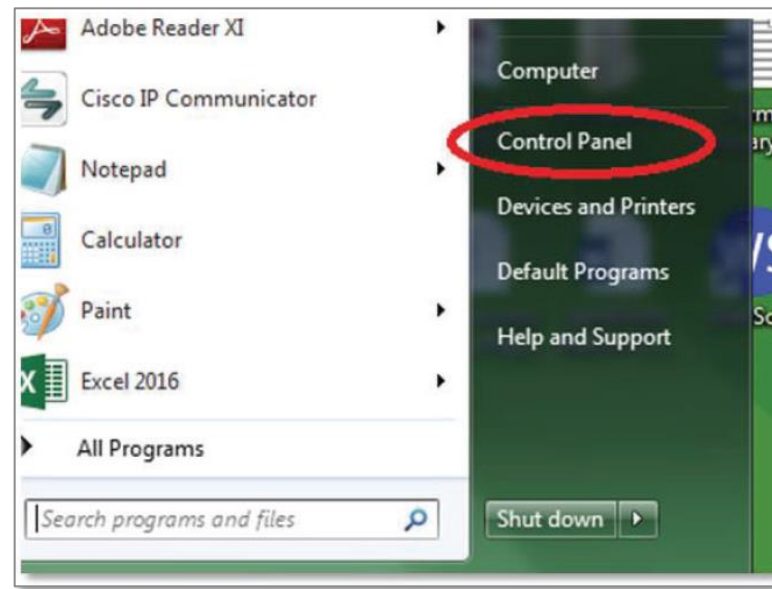 Adobe Reader XI
Cisco IP Communicator
Notepad
Calculator
Paint
Excel 2016
All Programs
Search programs and files
Computer
Control Panel
Devices and Printers
Default Programs
Help and Support
Shut down